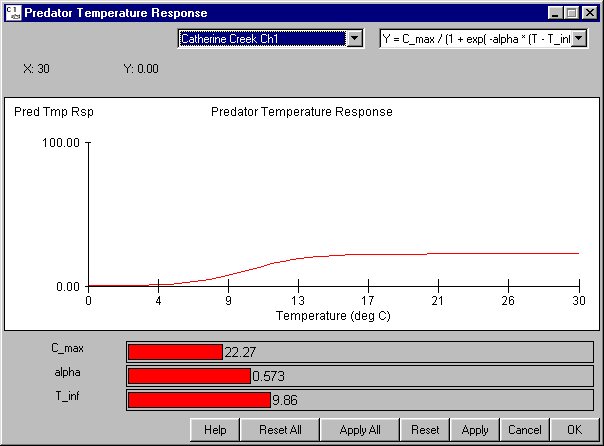 C 1
Predator Temperature Response
Catherine Creek Ch1
Y = C_max / (1 + exp( -alpha * (T - T_inf
X: 30 Y: 0.00
Pred Tmp Rsp
Predator Temperature Response
100.00
0.00
0 4 9 13 17 21 26 30
Temperature (deg C)
C_max 22.27
alpha 0.573
T_inf 9.86
Help Reset All Apply All Reset Apply Cancel OK